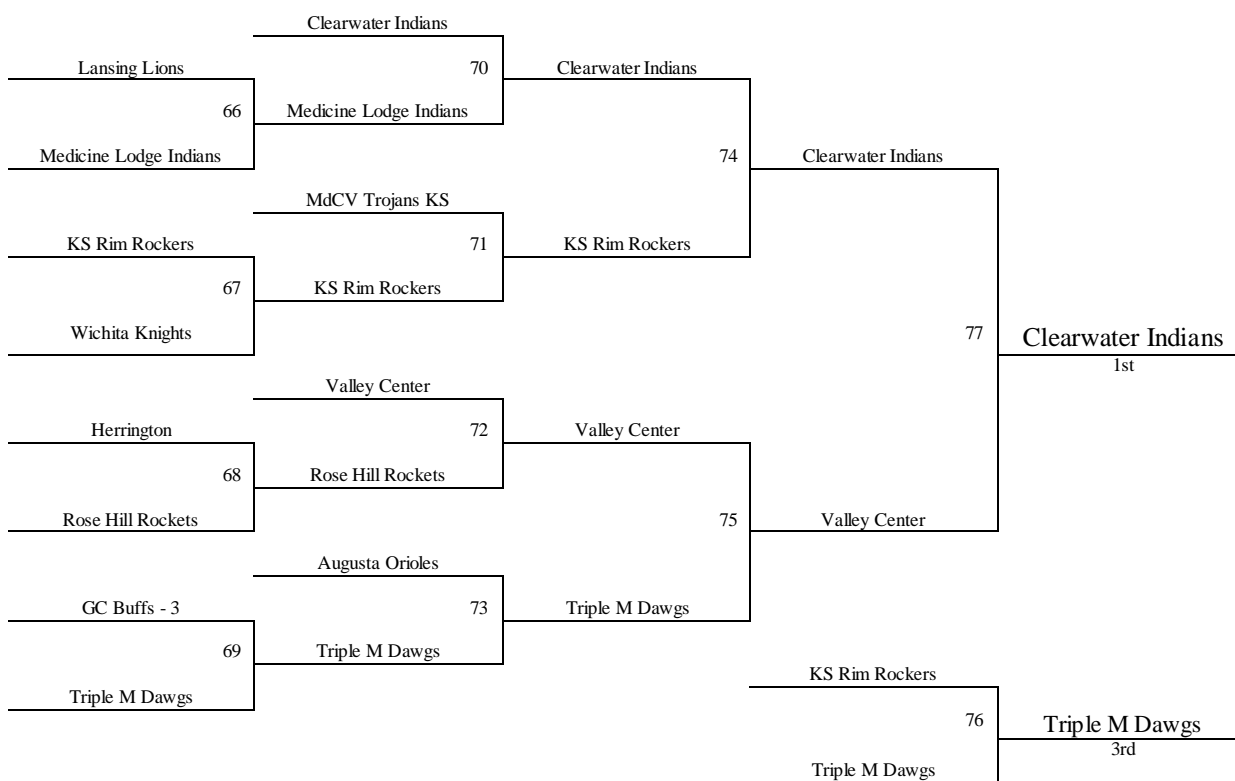 Clearwater Indians
Lansing Lions
70
Clearwater Indians
66
Medicine Lodge Indians
Medicine Lodge Indians
74
Clearwater Indians
MdCV Trojans KS
KS Rim Rockers
71
KS Rim Rockers
67
KS Rim Rockers
Wichita Knights
77
Clearwater Indians
1st
Valley Center
Herrington
72
Valley Center
68
Rose Hill Rockets
Rose Hill Rockets
75
Valley Center
Augusta Orioles
GC Buffs - 3
73
Triple M Dawgs
69
Triple M Dawgs
KS Rim Rockers
Triple M Dawgs
76
Triple M Dawgs
3rd
Triple M Dawgs